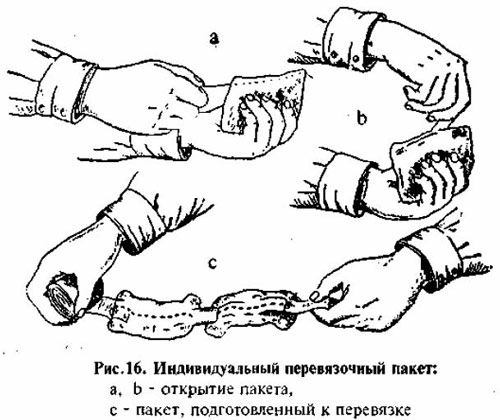 a
b
c
Рис.16. Индивидуальный перевязочный пакет:
a, b - открытие пакета,
c - пакет, подготовленный к перевязке